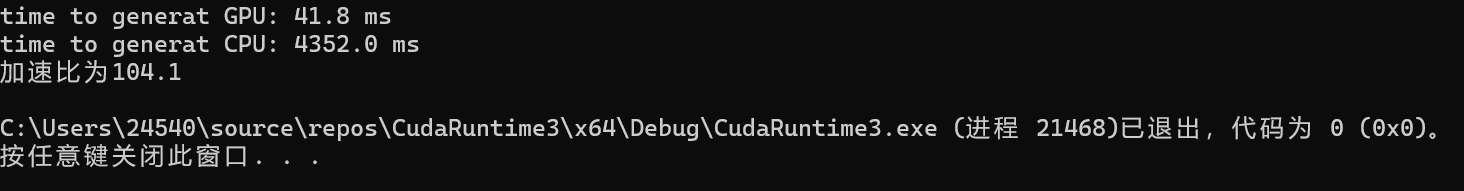 time to generat GPU: 41.8 ms
time to generat CPU: 4352.0 ms
加速比为104.1
C:\Users\24540\source\repos\CudaRuntime3\x64\Debug\CudaRuntime3.exe (进程 21468)已退出，代码为 0 (0x0)。
按任意键关闭此窗口. . .